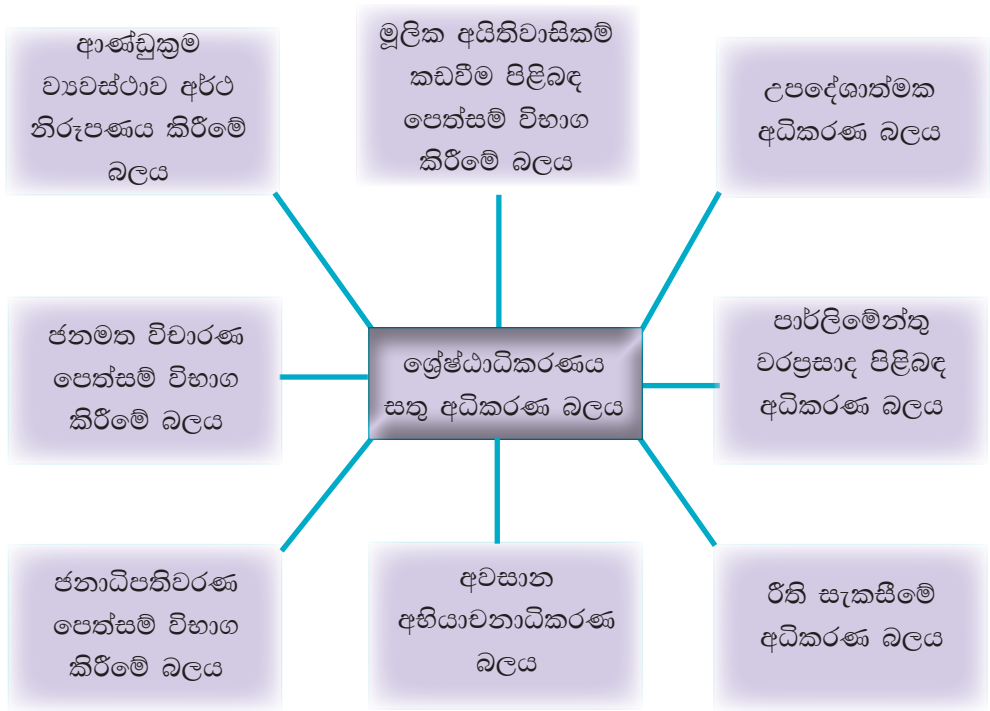 ආණ්ඩුක්‍රම
ව්‍යවස්ථාව අර්ථ
නිරූපණය කිරීමේ
බලය
මූලික අයිතිවාසිකම්
කඩවීම පිළිබඳ
පෙත්සම් විභාග
කිරීමේ බලය
උපදේශාත්මක
අධිකරණ බලය
ජනමත විචාරණ
පෙත්සම් විභාග
කිරීමේ බලය
ශ්‍රේෂ්ඨාධිකරණය
සතු අධිකරණ බලය
පාර්ලිමේන්තු
වරප්‍රසාද පිළිබඳ
අධිකරණ බලය
ජනාධිපතිවරණ
පෙත්සම් විභාග
කිරීමේ බලය
අවසාන
අභියාචනාධිකරණ
බලය
රීති සැකසීමේ
අධිකරණ බලය